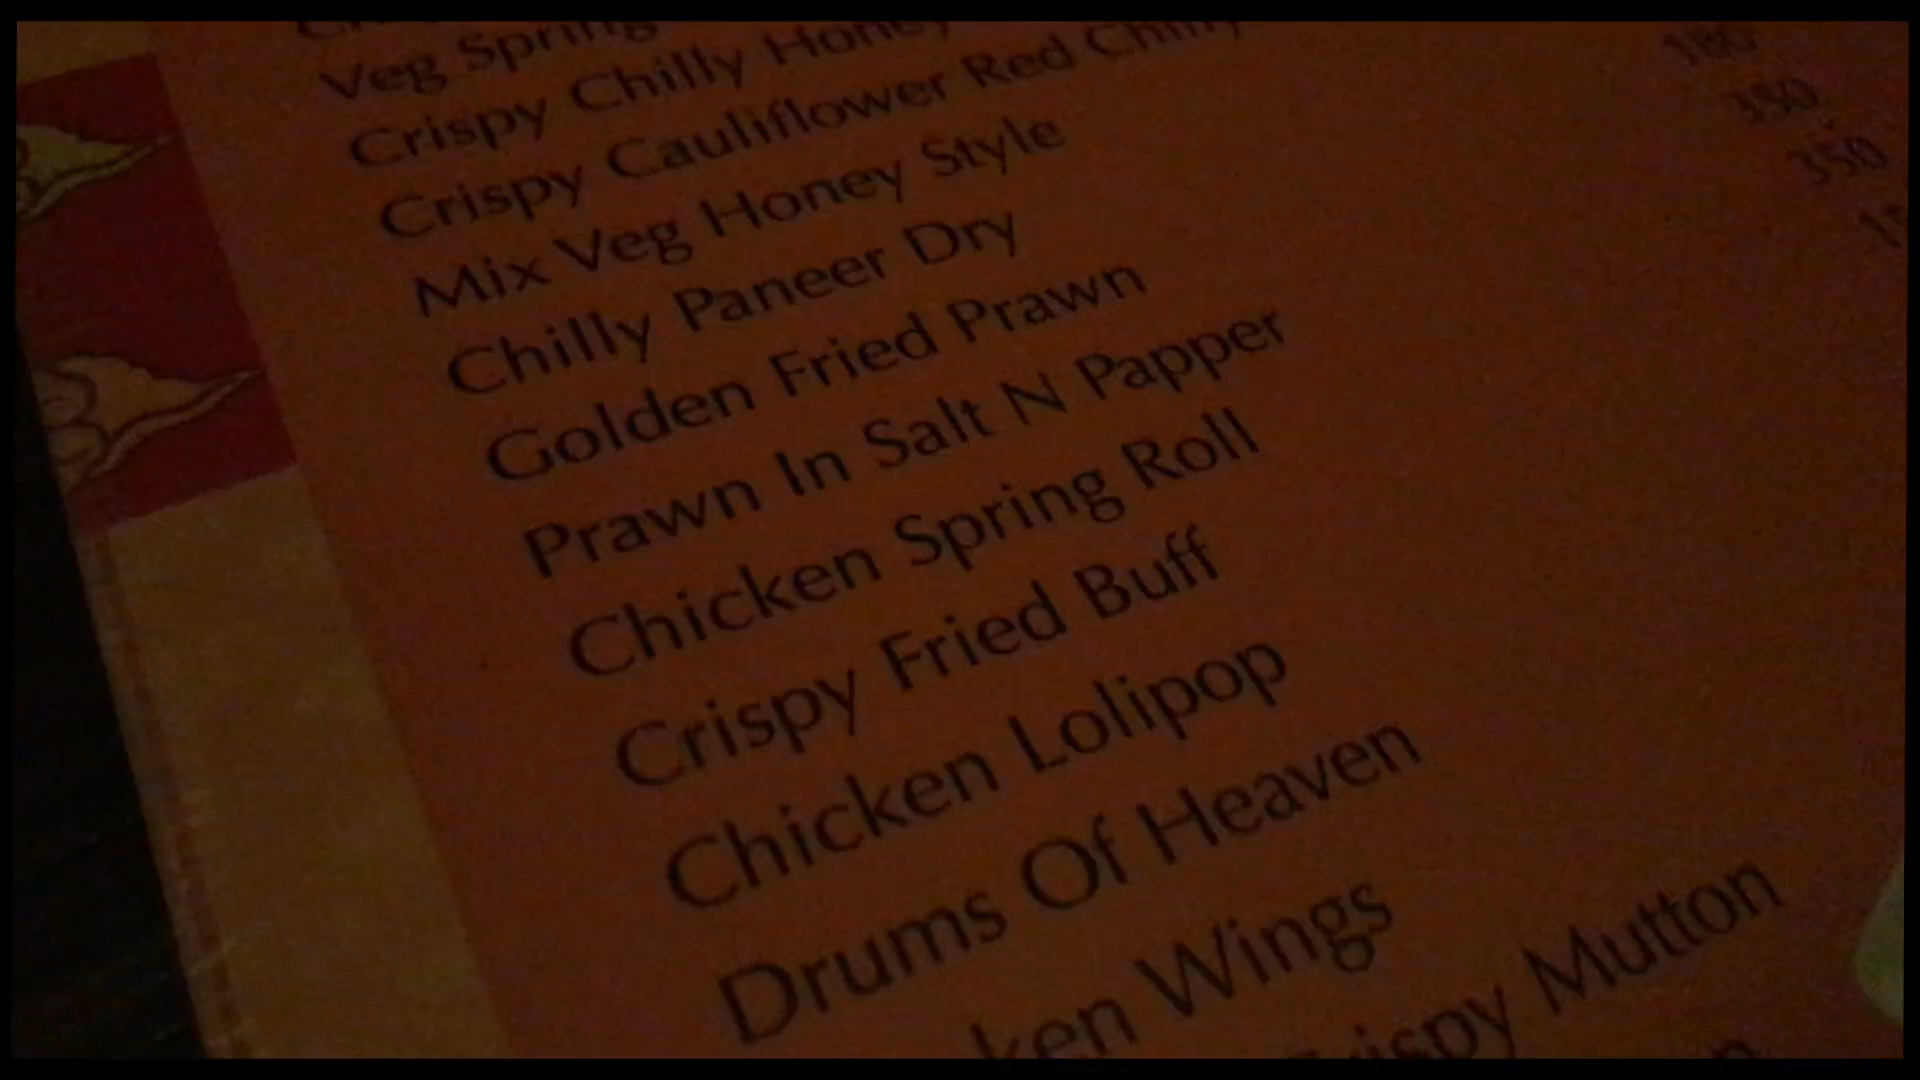 Veg Spring
Crispy Chilly Honey
Crispy Cauliflower Red Chilly
Mix Veg Honey Style
Chilly Paneer Dry
Golden Fried Prawn
Prawn In Salt N Papper
Chicken Spring Roll
Crispy Fried Buff
Chicken Lolipop
Drums Of Heaven
Wings
Mutton
180
350
350